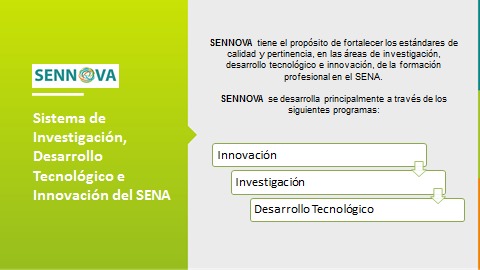 SENNOVA
Sistema de
Investigación,
Desarrollo
Tecnológico e
Innovación del SENA
SENNOVA tiene el propósito de fortalecer los estándares de
calidad y pertinencia, en las áreas de investigación,
desarrollo tecnológico e innovación, de la formación
profesional en el SENA.
SENNOVA se desarrolla principalmente a través de los
siguientes programas:
Innovación
Investigación
Desarrollo Tecnológico